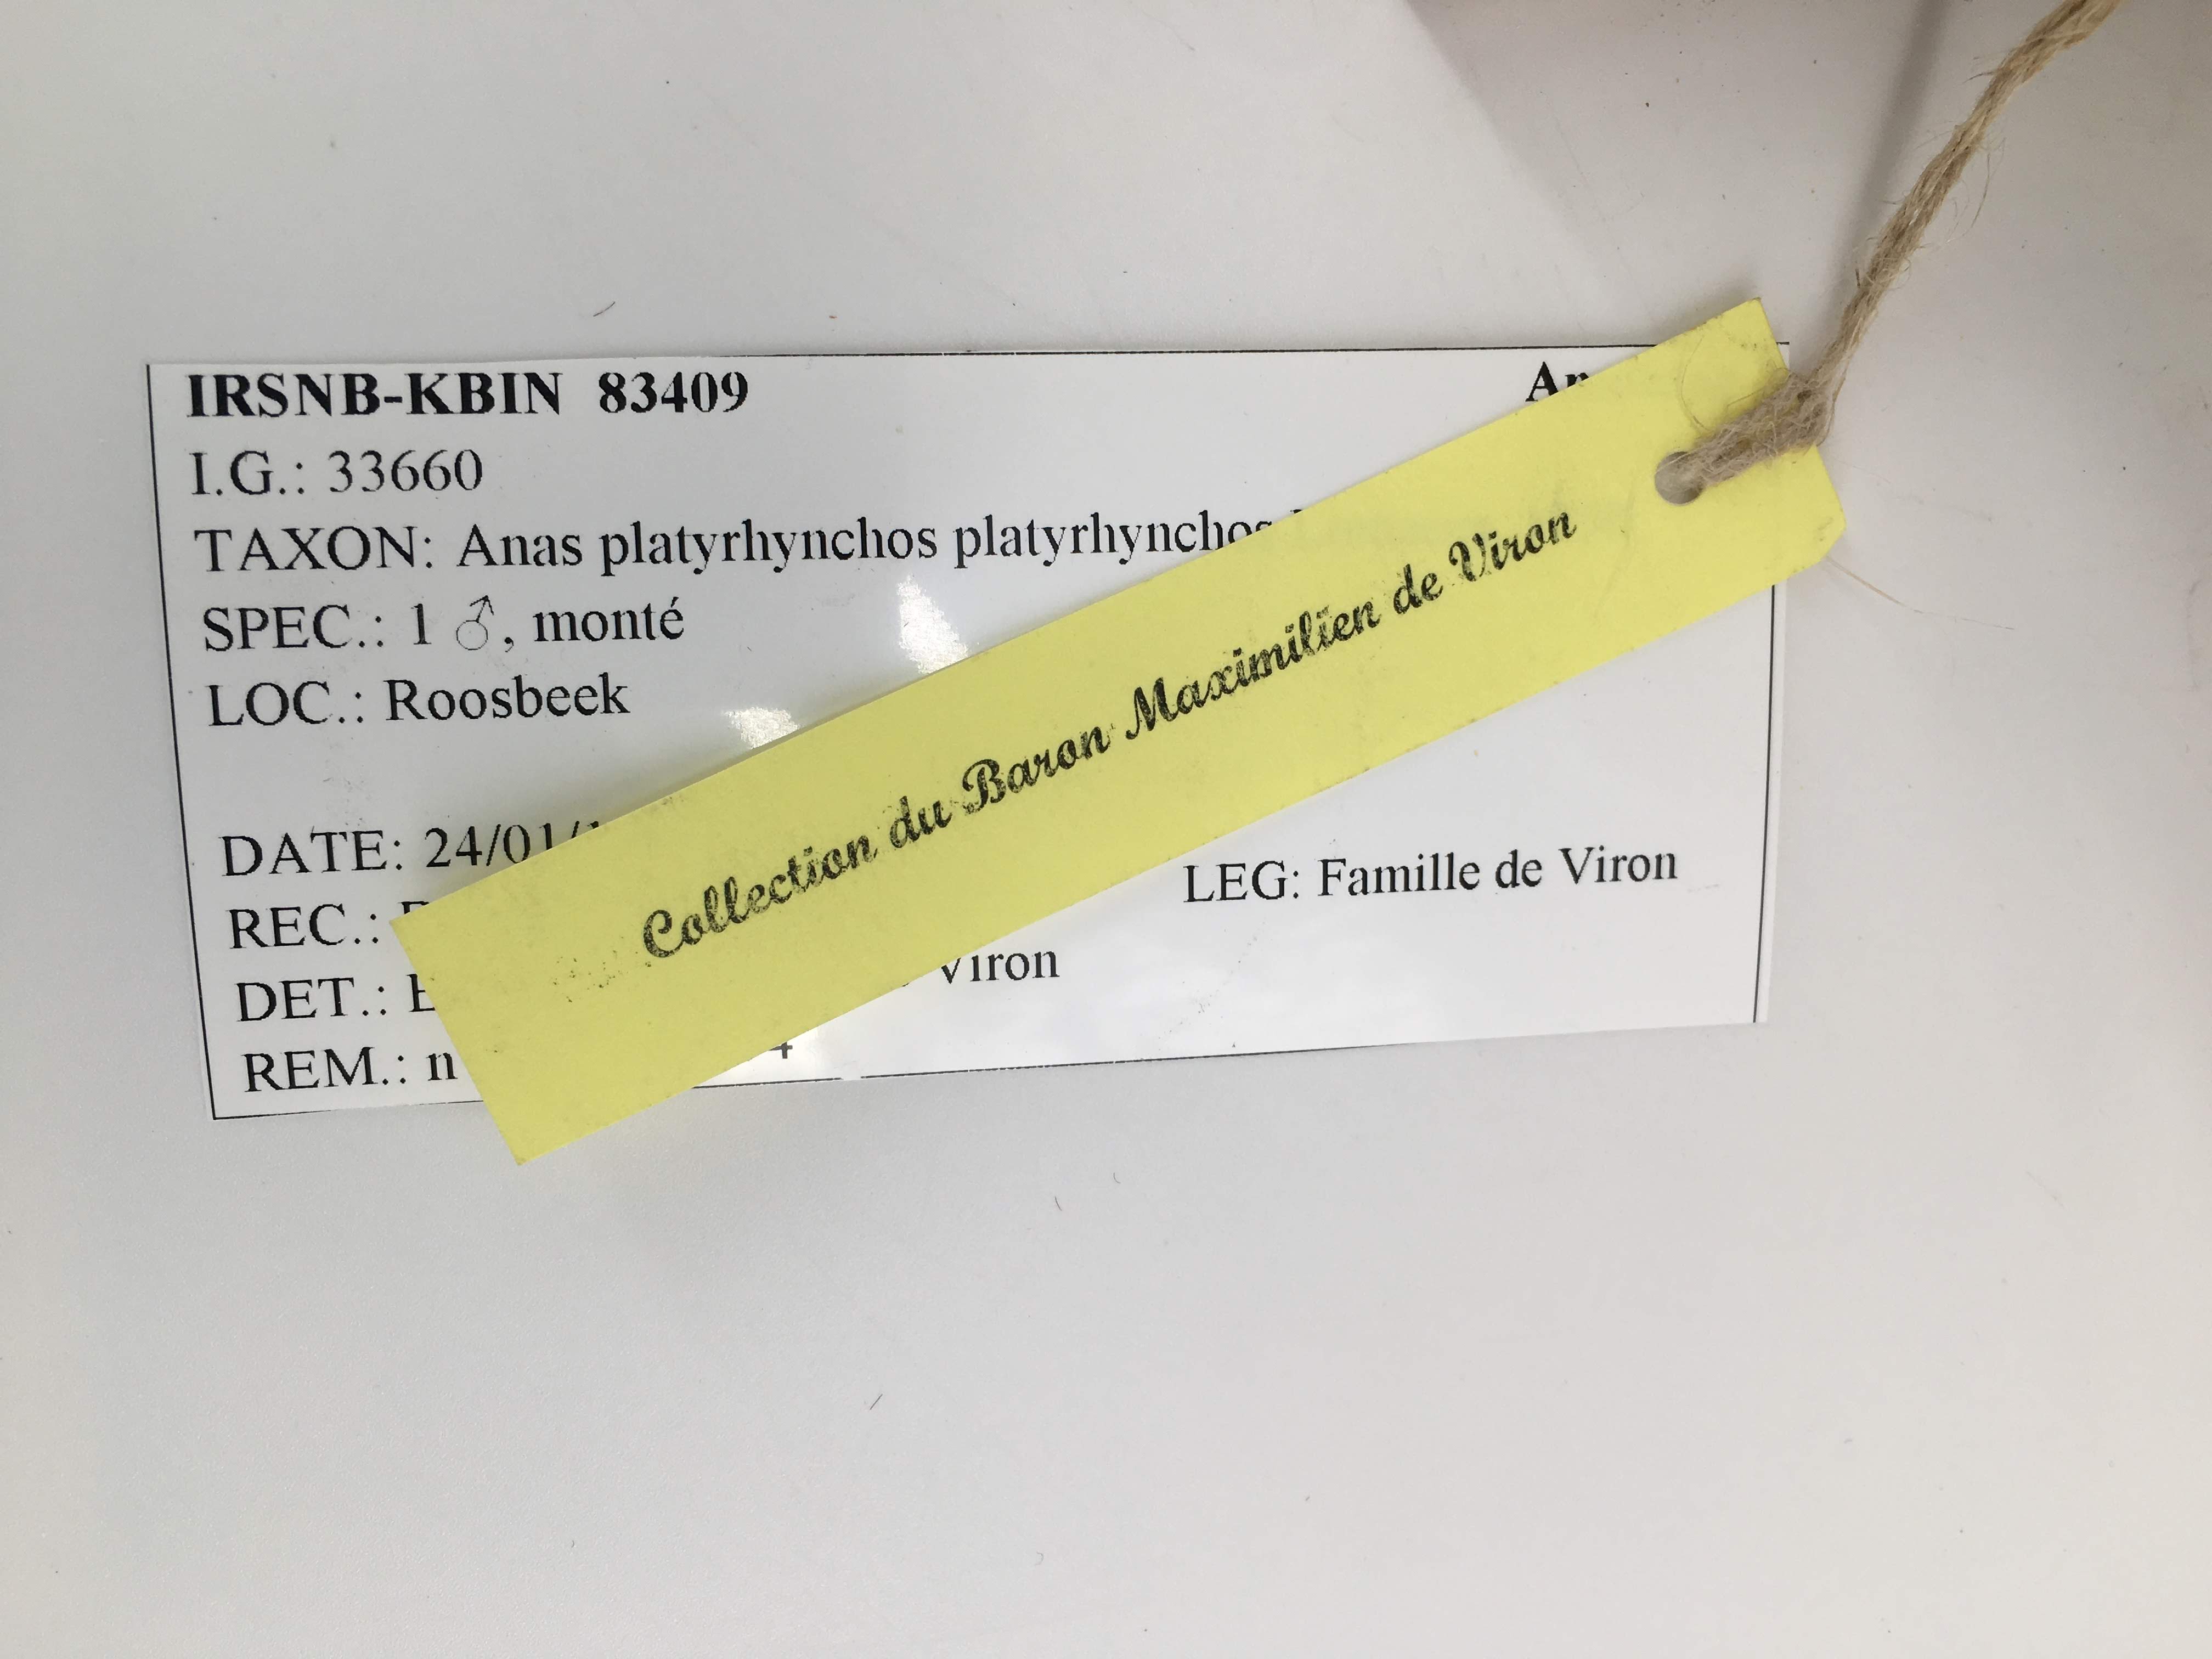 IRSNB-KBIN 83409
I.G.: 33660
TAXON: Anas platyrhynchos platyrhynchos
SPEC.: 1 ♂, monté
LOC.: Roosbeek
DATE: 24/01/
REC.:
LEG: Famille de Viron
DET.: Viron
REM.:
Collection du Baron Maximilien de Viron